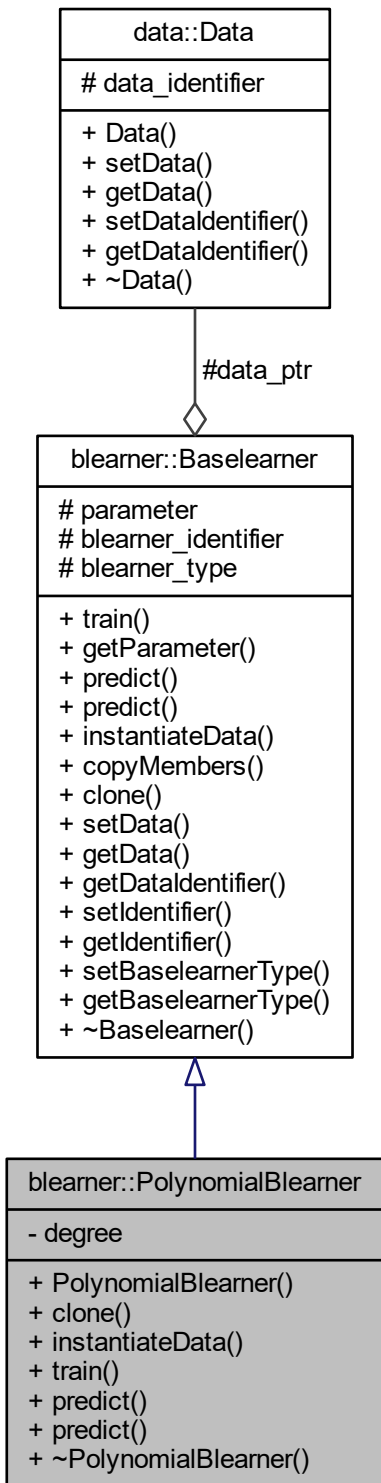 data::Data
# data_identifier
+ Data()
+ setData()
+ getData()
+ setDataIdentifier()
+ getDataIdentifier()
+ ~Data()
#data_ptr
blearner::Baselearner
# parameter
# blearner_identifier
# blearner_type
+ train()
+ getParameter()
+ predict()
+ predict()
+ instantiateData()
+ copyMembers()
+ clone()
+ setData()
+ getData()
+ getDataIdentifier()
+ setIdentifier()
+ getIdentifier()
+ setBaselearnerType()
+ getBaselearnerType()
+ ~Baselearner()
blearner::PolynomialBlearner
- degree
+ PolynomialBlearner()
+ clone()
+ instantiateData()
+ train()
+ predict()
+ predict()
+ ~PolynomialBlearner()